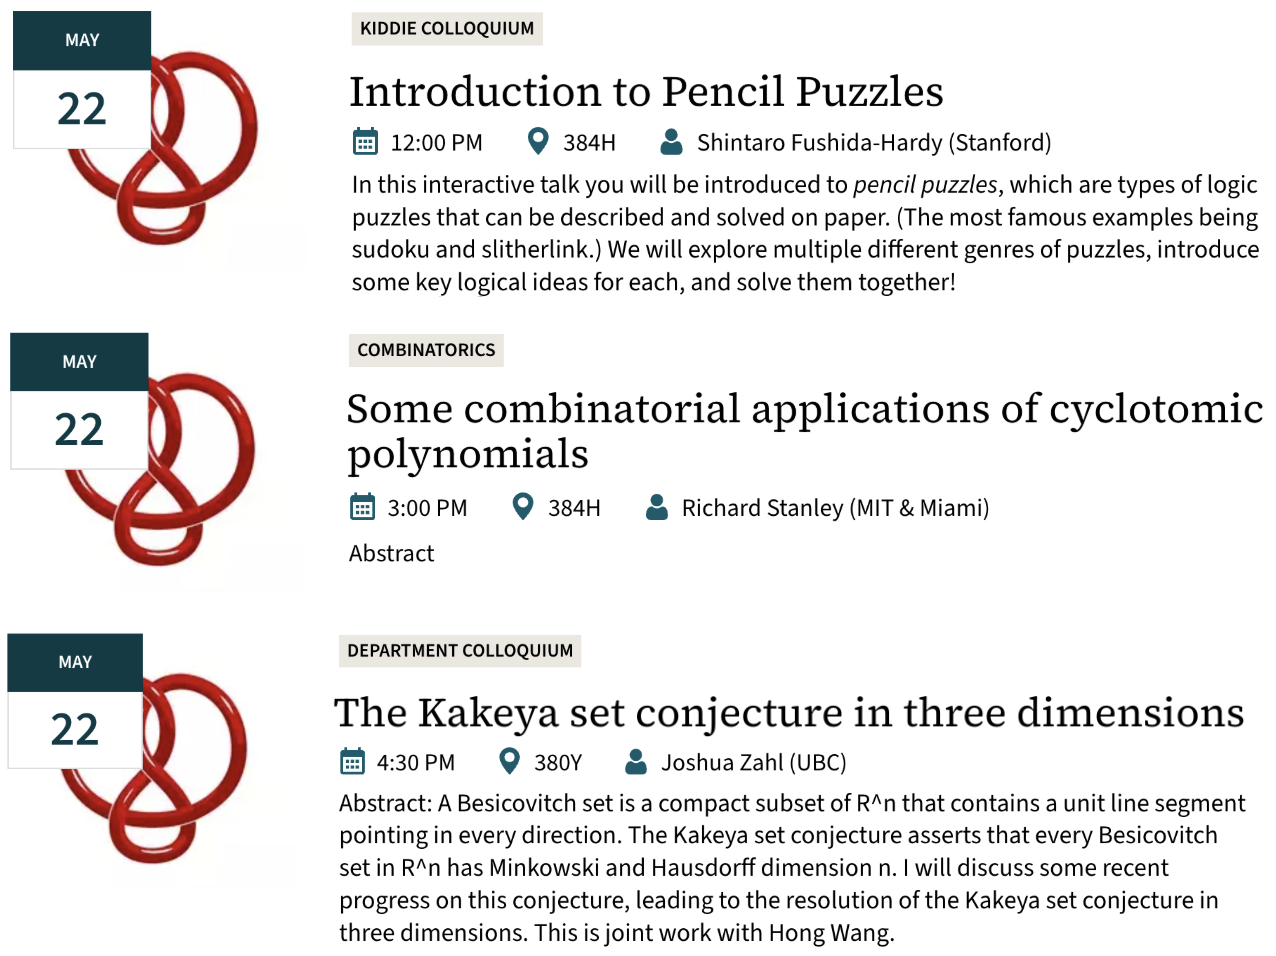 MAY
22
KIDDIE COLLOQUIUM
Introduction to Pencil Puzzles
12:00 PM 384H Shintaro Fushida-Hardy (Stanford)
In this interactive talk you will be introduced to pencil puzzles, which are types of logic
puzzles that can be described and solved on paper. (The most famous examples being
sudoku and slitherlink.) We will explore multiple different genres of puzzles, introduce
some key logical ideas for each, and solve them together!
MAY
22
COMBINATORICS
Some combinatorial applications of cyclotomic
polynomials
3:00 PM 384H Richard Stanley (MIT & Miami)
Abstract
MAY
22
DEPARTMENT COLLOQUIUM
The Kakeya set conjecture in three dimensions
4:30 PM 380Y Joshua Zahl (UBC)
Abstract: A Besicovitch set is a compact subset of R^n that contains a unit line segment
pointing in every direction. The Kakeya set conjecture asserts that every Besicovitch
set in R^n has Minkowski and Hausdorff dimension n. I will discuss some recent
progress on this conjecture, leading to the resolution of the Kakeya set conjecture in
three dimensions. This is joint work with Hong Wang.